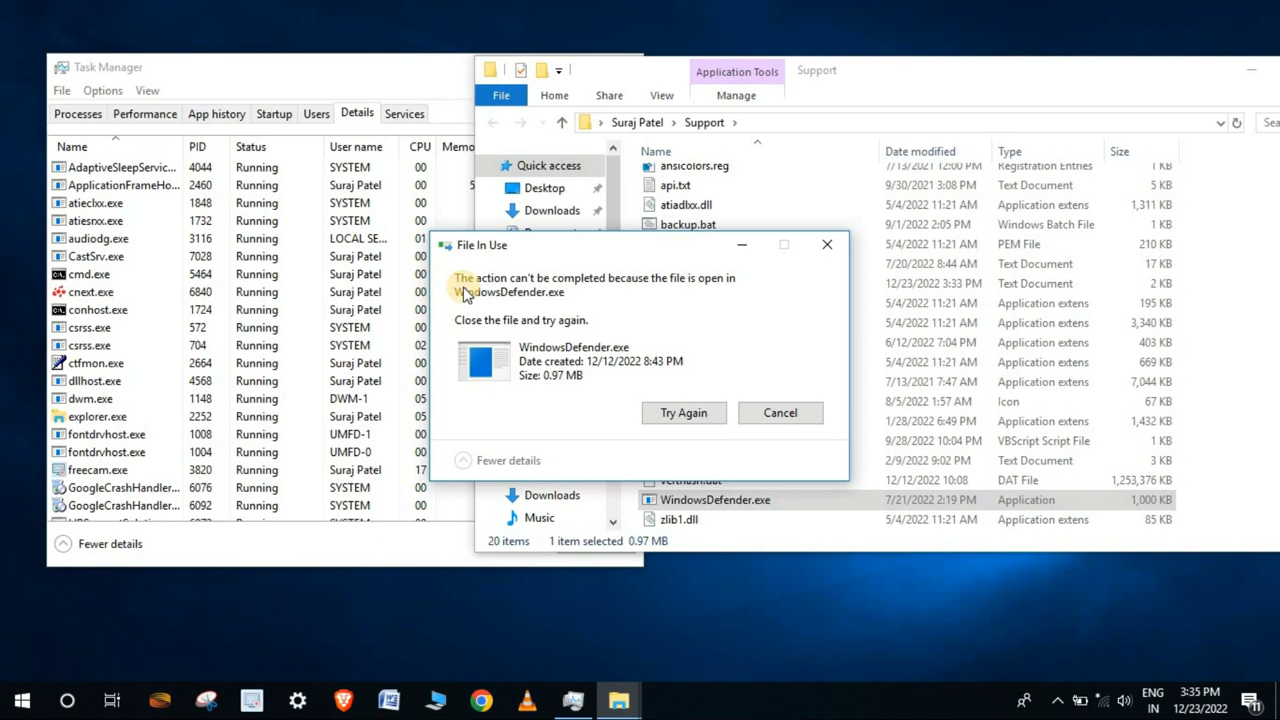 Task Manager
File Options View
Processes Performance App history Startup Users Details Services
Name PID Status User name CPU Memo
AdaptiveSleepServic... 4044 Running SYSTEM 00
ApplicationFrameHo... 2460 Running Suraj Patel 00 5
atieclxx.exe 1848 Running SYSTEM 00
atiesrxx.exe 1732 Running SYSTEM 00
audiodg.exe 3116 Running LOCAL SE... 01
CastSrv.exe 7028 Running Suraj Patel 00
cmd.exe 5464 Running Suraj Patel 00
cnext.exe 6840 Running Suraj Patel 00
conhost.exe 1724 Running Suraj Patel 00
csrss.exe 572 Running SYSTEM 00
csrss.exe 704 Running SYSTEM 02
ctfmon.exe 2664 Running Suraj Patel 00
dllhost.exe 4568 Running Suraj Patel 00
dwm.exe 1148 Running DWM-1 05
explorer.exe 2252 Running Suraj Patel 05
fontdrvhost.exe 1008 Running UMFD-1 00
fontdrvhost.exe 1004 Running UMFD-0 00
freecam.exe 3820 Running Suraj Patel 17
GoogleCrashHandler... 6076 Running SYSTEM 00
GoogleCrashHandler... 6092 Running SYSTEM 00
Fewer details
Application Tools Support
File Home Share View Manage
Suraj Patel Support
Quick access
Desktop
Downloads
Downloads
Music
Name Date modified Type Size
ansicolors.reg 7/13/2021 12:00 PM Registration Entries 1 KB
api.txt 9/30/2021 3:08 PM Text Document 5 KB
atiadlxx.dll 5/4/2022 11:21 AM Application extens 1,311 KB
backup.bat 9/1/2022 2:05 PM Windows Batch File 1 KB
5/4/2022 11:21 AM PEM File 210 KB
7/20/2022 8:44 AM Text Document 10 KB
12/23/2022 3:33 PM Text Document 2 KB
5/4/2022 11:21 AM Application extens 195 KB
5/4/2022 11:21 AM Application extens 3,340 KB
6/12/2022 7:04 PM Application extens 403 KB
5/4/2022 11:21 AM Application extens 669 KB
7/13/2021 7:47 AM Application extens 7,044 KB
8/5/2022 1:57 AM Icon 67 KB
1/28/2022 6:49 PM Application extens 1,432 KB
9/28/2022 10:04 PM VBScript Script File 1 KB
2/9/2022 9:02 PM Text Document 3 KB
12/12/2022 10:08 DAT File 1,253,376 KB
WindowsDefender.exe 7/21/2022 2:19 PM Application 1,000 KB
zlib1.dll 5/4/2022 11:21 AM Application extens 85 KB
20 items 1 item selected 0.97 MB
File In Use
The action can't be completed because the file is open in
WindowsDefender.exe
Close the file and try again.
WindowsDefender.exe
Date created: 12/12/2022 8:43 PM
Size: 0.97 MB
Try Again Cancel
Fewer details
ENG
IN
3:35 PM
12/23/2022
11